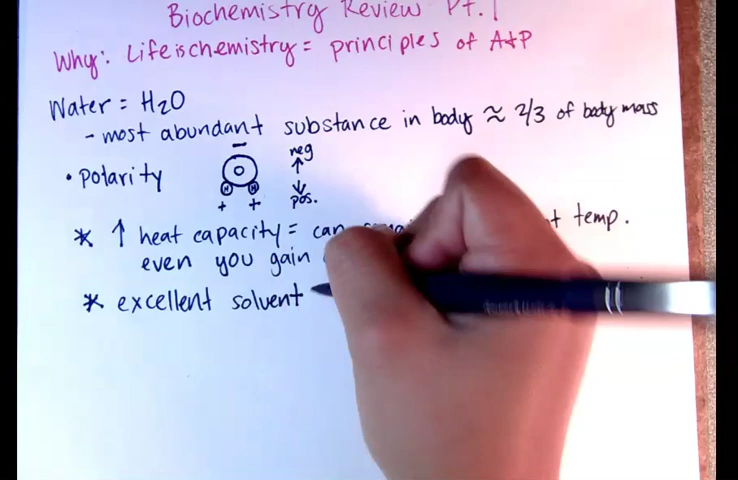 Biochemistry Review Pt. 1
Why: Life is chemistry = principles of A+P
Water = H2O
- most abundant substance in body ≈ 2/3 of body mass
• Polarity
−
O
H H
+ +
neg
↑
↓
pos.
* ↑ heat capacity = can temp.
even you gain
* excellent solvent